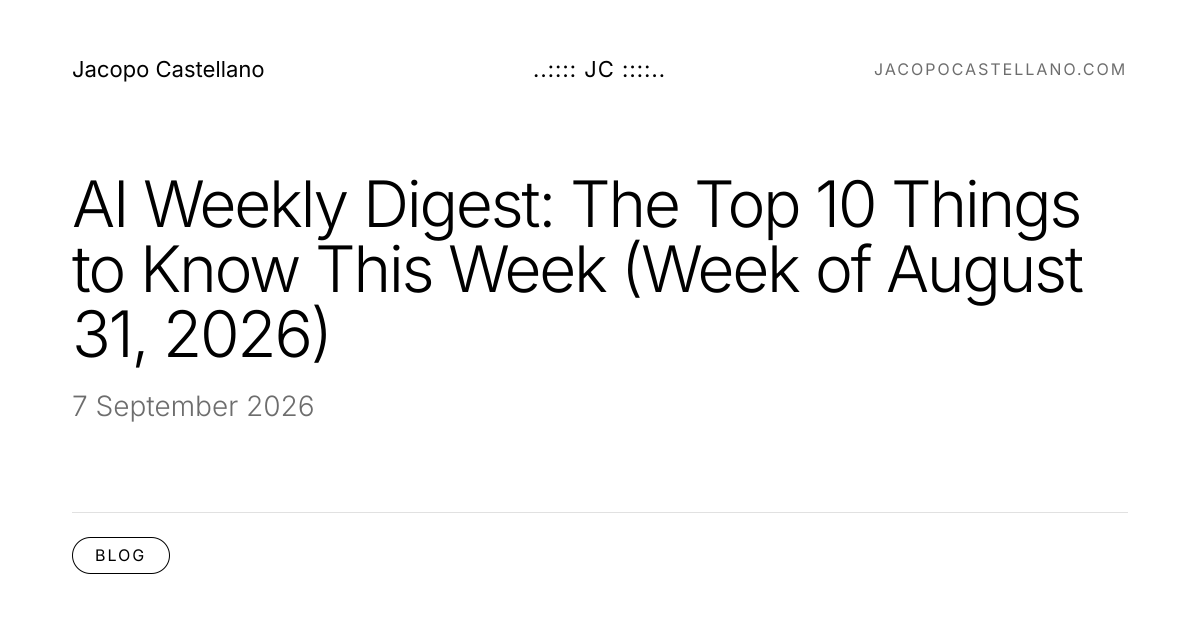 Jacopo Castellano
..:::: JC ::::..
JACOPOCASTELLANO.COM
AI Weekly Digest: The Top 10 Things
to Know This Week (Week of August
31, 2026)
7 September 2026
BLOG